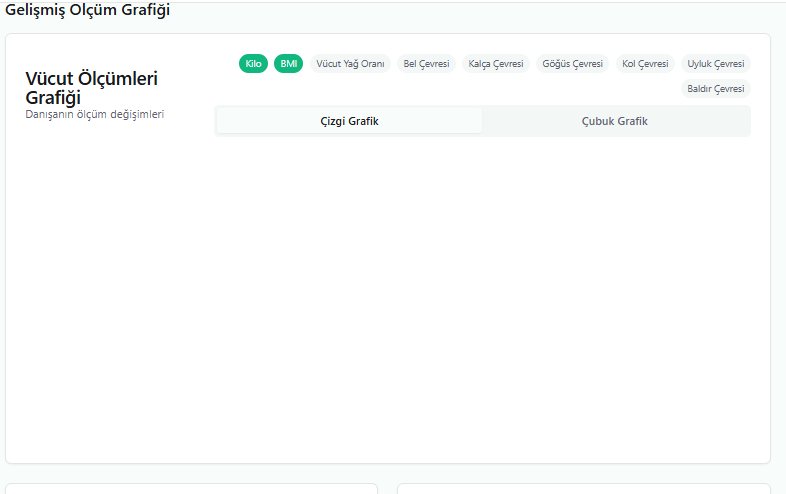 Gelişmiş Ölçüm Grafiği
Vücut Ölçümleri
Grafiği
Danışanın ölçüm değişimleri
Kilo BMI Vücut Yağ Oranı Bel Çevresi Kalça Çevresi Göğüs Çevresi Kol Çevresi Uyluk Çevresi
Baldır Çevresi
Çizgi Grafik Çubuk Grafik